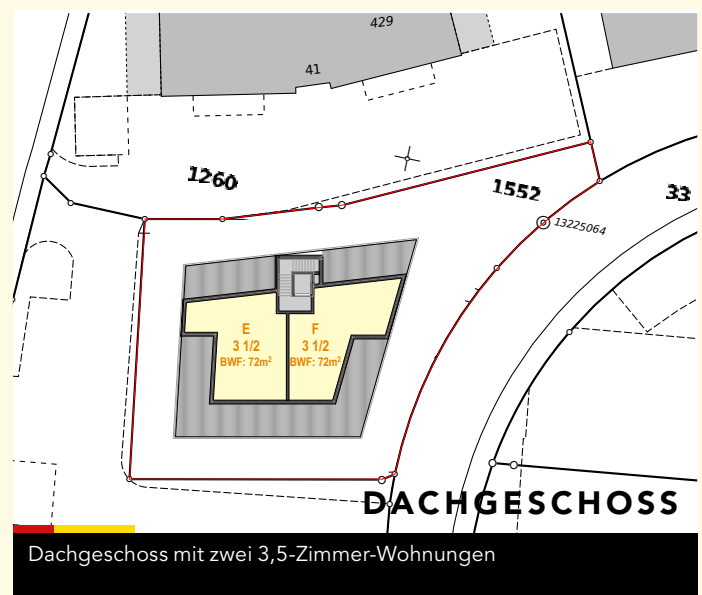 429
41
1260
1552
33
13225064
E
3 1/2
BWF: 72m²
F
3 1/2
BWF: 72m²
DACHGESCHOSS
Dachgeschoss mit zwei 3,5-Zimmer-Wohnungen